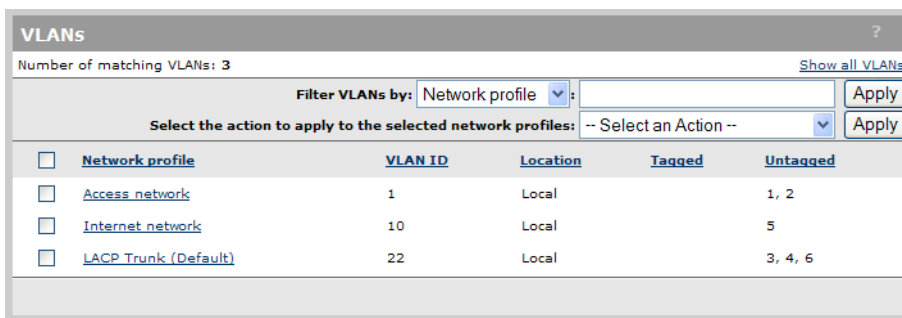 VLANs ?
Number of matching VLANs: 3 Show all VLANs
Filter VLANs by: Network profile : Apply
Select the action to apply to the selected network profiles: -- Select an Action -- Apply
Network profile VLAN ID Location Tagged Untagged
Access network 1 Local 1, 2
Internet network 10 Local 5
LACP Trunk (Default) 22 Local 3, 4, 6